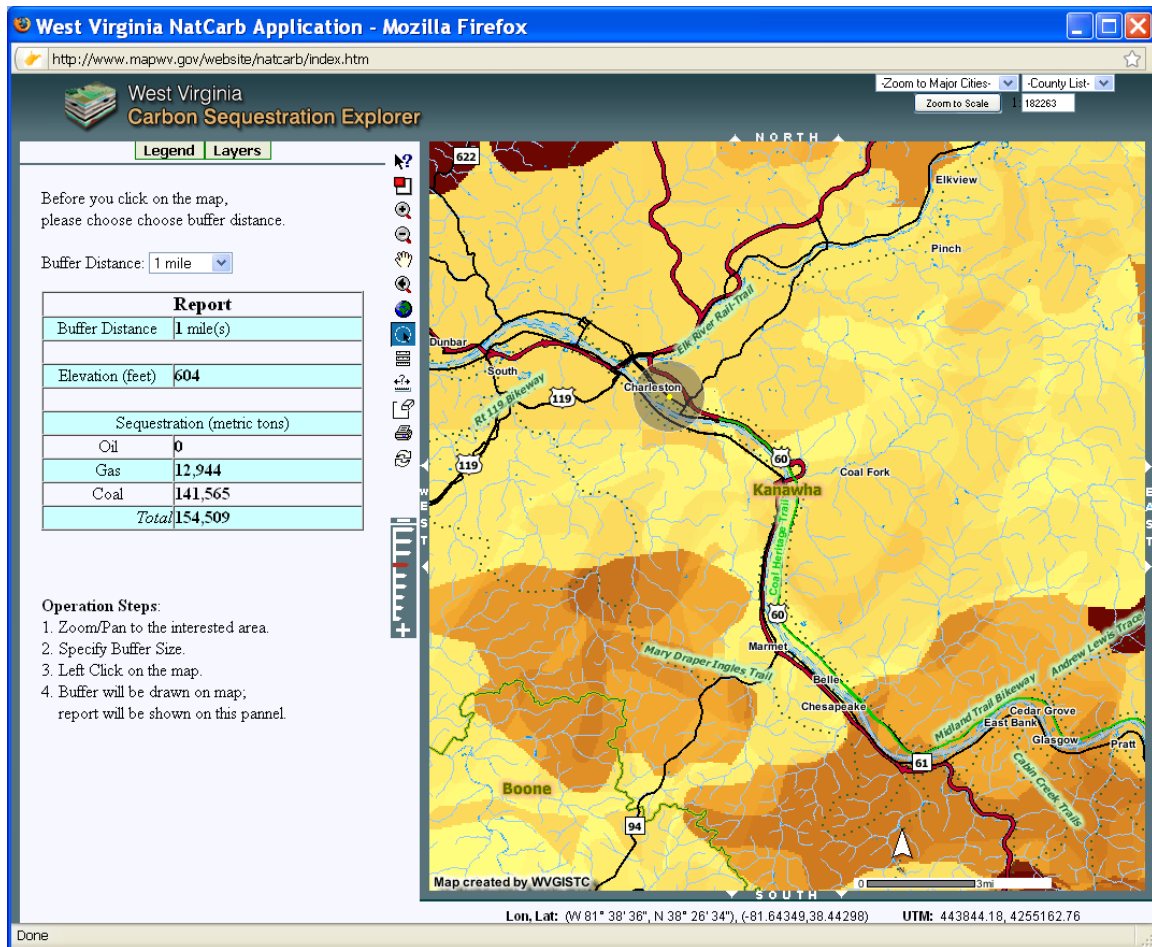 West Virginia NatCarb Application - Mozilla Firefox
http://www.mapwv.gov/website/natcarb/index.htm
West Virginia
Carbon Sequestration Explorer
-Zoom to Major Cities-
-County List-
Zoom to Scale
1: 182263
Legend
Layers
Before you click on the map,
please choose choose buffer distance.
Buffer Distance: 1 mile
Report
Buffer Distance 1 mile(s)
Elevation (feet) 604
Sequestration (metric tons)
Oil 0
Gas 12,944
Coal 141,565
Total 154,509
Operation Steps:
1. Zoom/Pan to the interested area.
2. Specify Buffer Size.
3. Left Click on the map.
4. Buffer will be drawn on map;
report will be shown on this pannel.
NORTH
622
Elkview
Pinch
Elk River Rail-Trail
Dunbar
South
Charleston
Rt 119 Bikeway
119
119
60
Coal Fork
Kanawha
WEST
EAST
Coal Heritage Trail
60
Marmet
Mary Draper Ingles Trail
Belle
Chesapeake
Andrew Lewis Trace
Midland Trail Bikeway
Cedar Grove
East Bank
Glasgow
Pratt
61
Cabin Creek Trails
Boone
94
Map created by WVGISTC
0 3mi
SOUTH
Lon, Lat: (W 81° 38' 36", N 38° 26' 34"), (-81.64349,38.44298) UTM: 443844.18, 4255162.76
Done